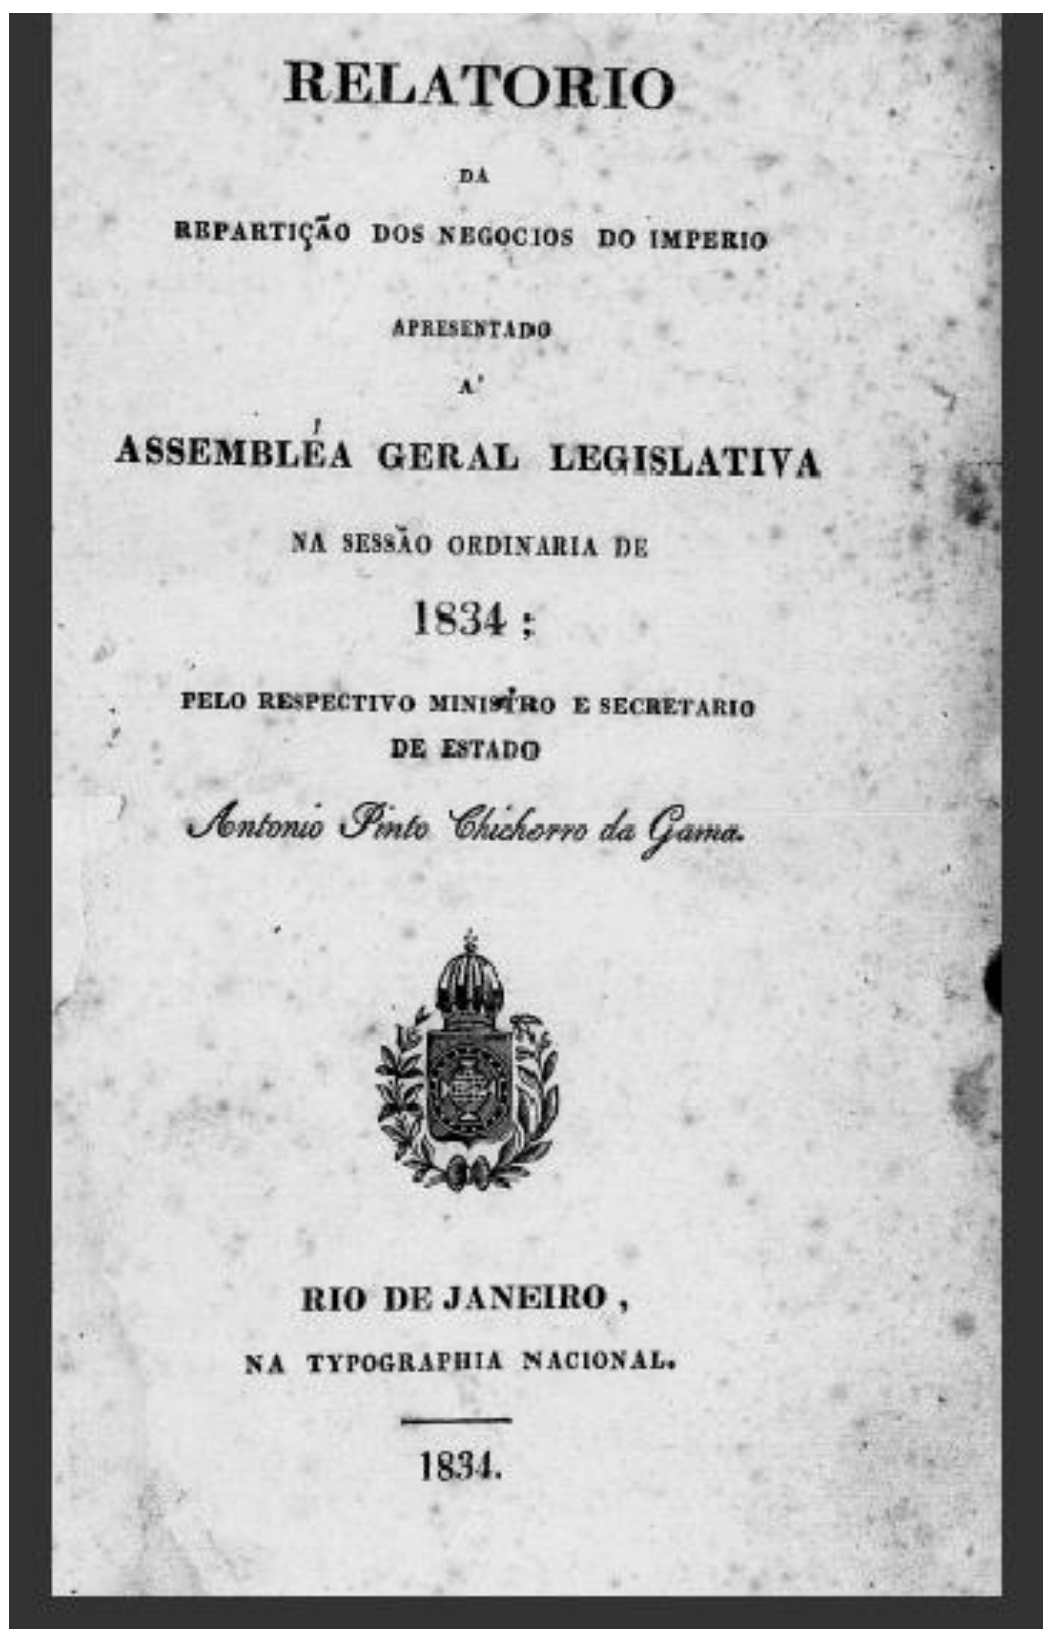 RELATORIO
DA
REPARTIÇÃO DOS NEGOCIOS DO IMPERIO
APRESENTADO
A'
ASSEMBLÉA GERAL LEGISLATIVA
NA SESSÃO ORDINARIA DE
1834 ;
PELO RESPECTIVO MINISTRO E SECRETARIO
DE ESTADO
Antonio Pinto Chichorro da Gama.
RIO DE JANEIRO ,
NA TYPOGRAPHIA NACIONAL.
1834.